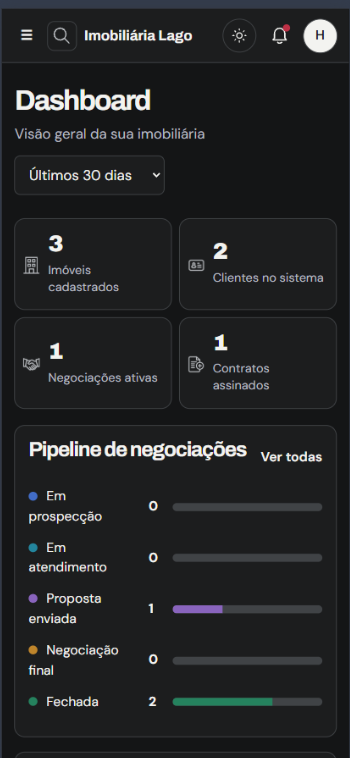 Imobiliária Lago
H
Dashboard
Visão geral da sua imobiliária
Últimos 30 dias
3
Imóveis
cadastrados
2
Clientes no sistema
1
Negociações ativas
1
Contratos
assinados
Pipeline de negociações
Ver todas
Em
prospecção
0
Em
atendimento
0
Proposta
enviada
1
Negociação
final
0
Fechada
2